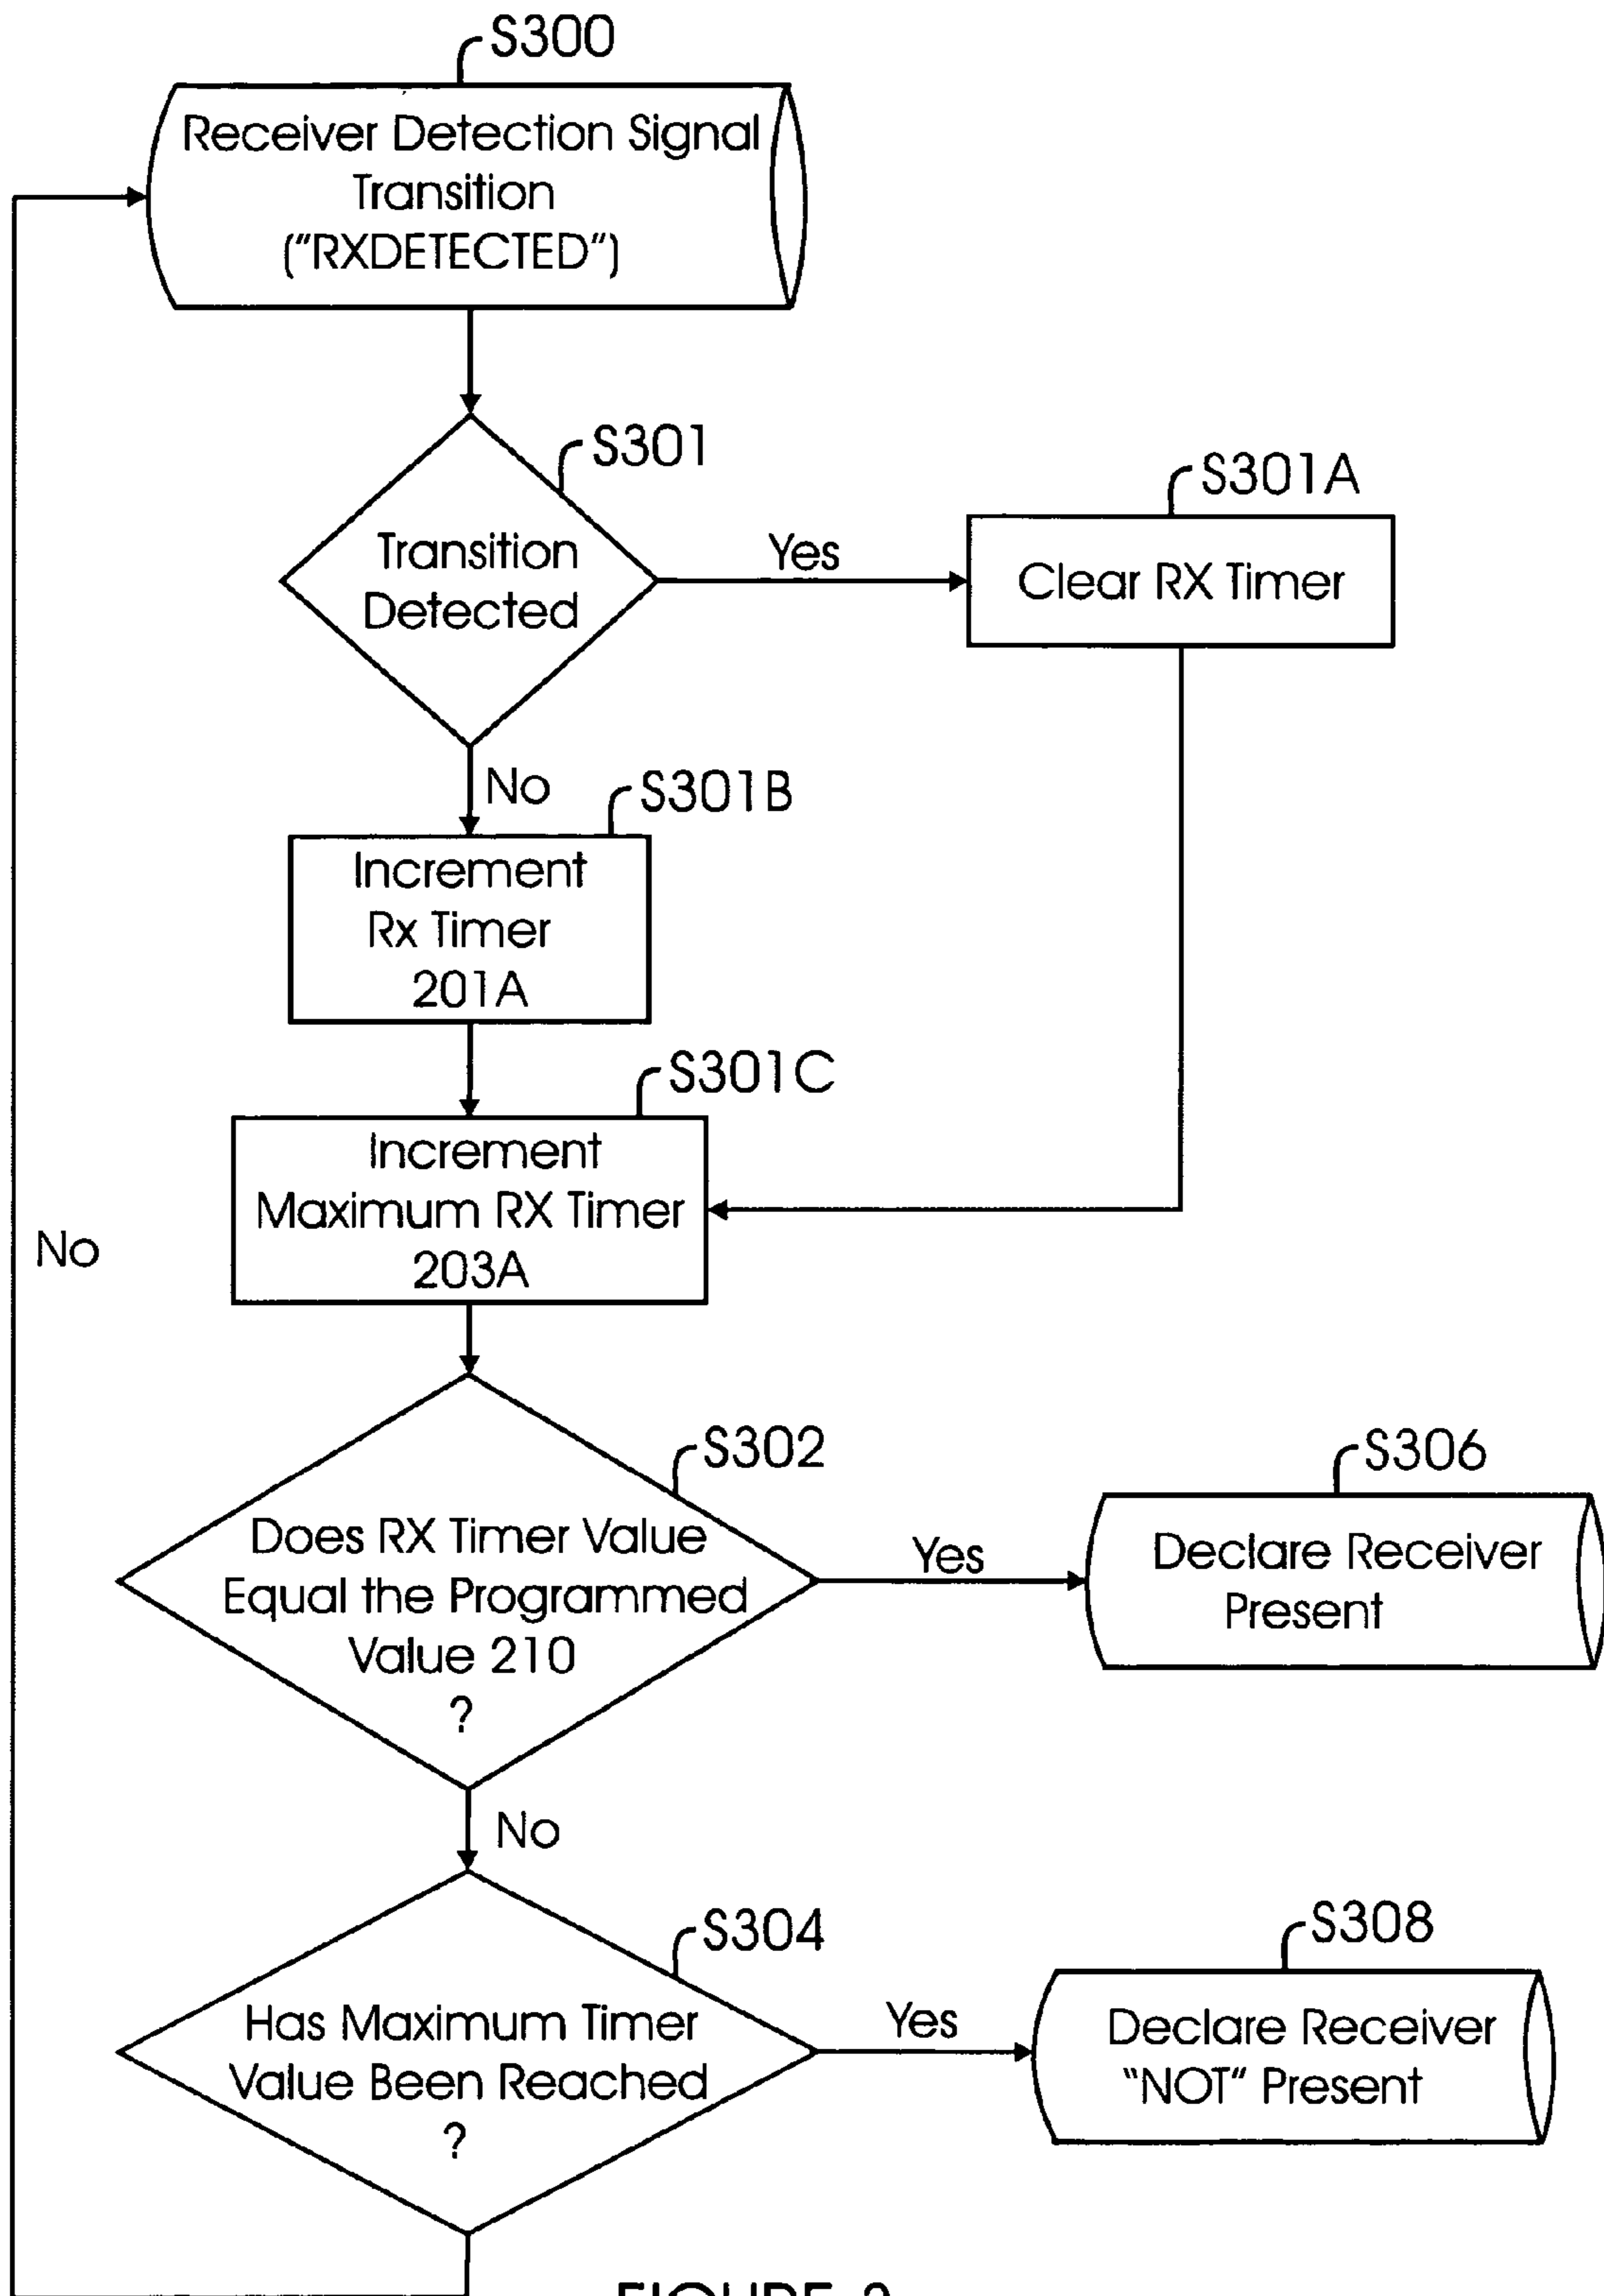 S300
Receiver Detection Signal
Transition
("RXDETECTED")
S301
Transition
Detected
Yes
S301A
Clear RX Timer
No
S301B
Increment
Rx Timer
201A
S301C
Increment
Maximum RX Timer
203A
No
S302
Does RX Timer Value
Equal the Programmed
Value 210
?
Yes
S306
Declare Receiver
Present
No
S304
Has Maximum Timer
Value Been Reached
?
Yes
S308
Declare Receiver
"NOT" Present
FIGURE